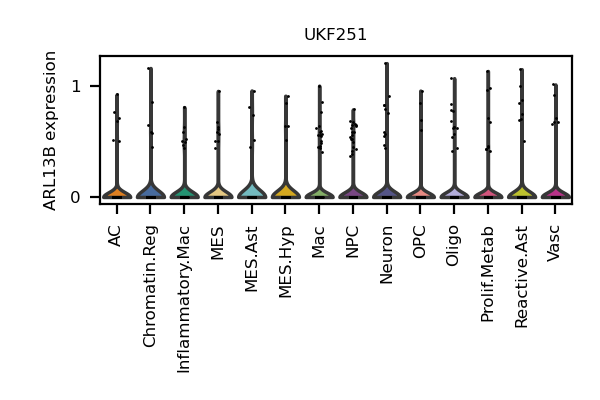 UKF251
ARL13B expression
1
0
AC
Chromatin.Reg
Inflammatory.Mac
MES
MES.Ast
MES.Hyp
Mac
NPC
Neuron
OPC
Oligo
Prolif.Metab
Reactive.Ast
Vasc